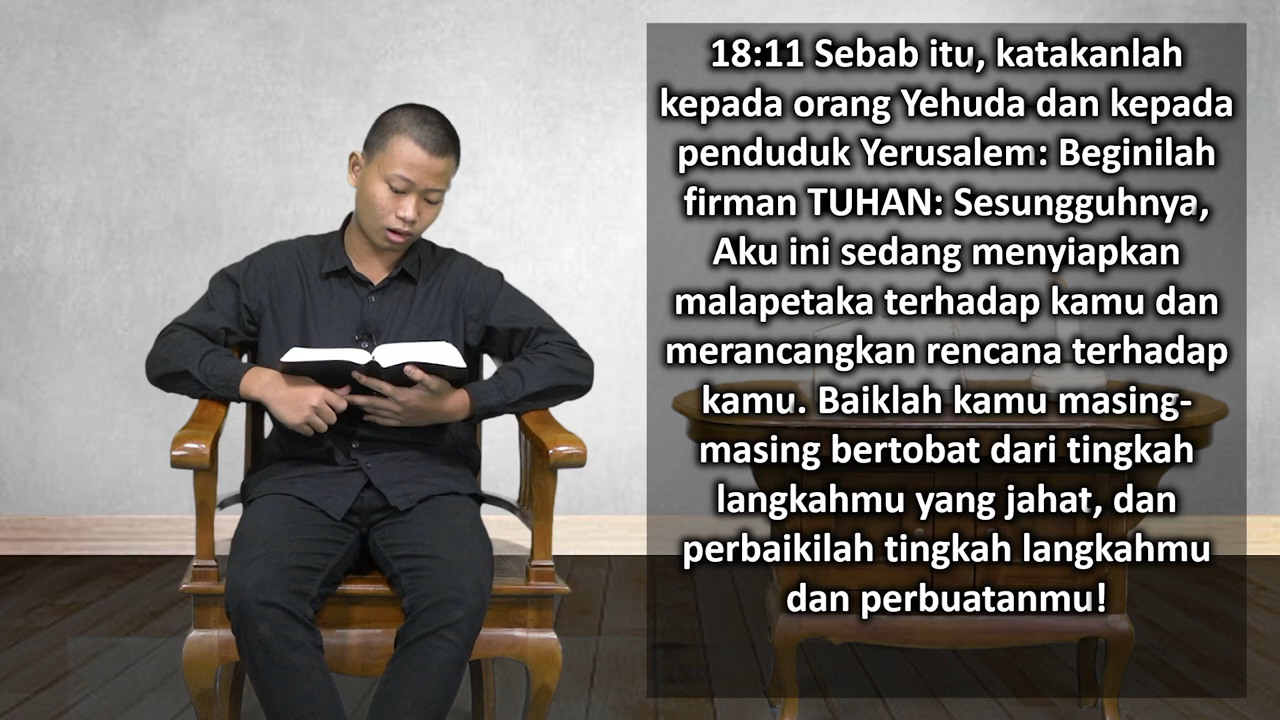 18:11 Sebab itu, katakanlah
kepada orang Yehuda dan kepada
penduduk Yerusalem: Beginilah
firman TUHAN: Sesungguhnya,
Aku ini sedang menyiapkan
malapetaka terhadap kamu dan
merancangkan rencana terhadap
kamu. Baiklah kamu masing-
masing bertobat dari tingkah
langkahmu yang jahat, dan
perbaikilah tingkah langkahmu
dan perbuatanmu!